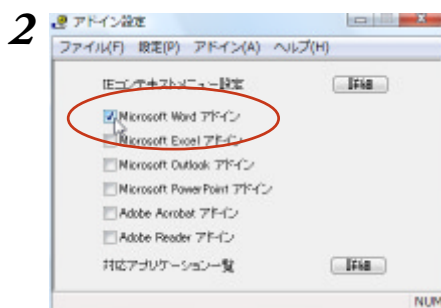 2
アドイン設定
ファイル(F) 設定(P) アドイン(A) ヘルプ(H)
IEコンテキストメニュー設定 詳細
Microsoft Word アドイン
Microsoft Excel アドイン
Microsoft Outlook アドイン
Microsoft PowerPoint アドイン
Adobe Acrobat アドイン
Adobe Reader アドイン
対応アプリケーション一覧 詳細
NUM